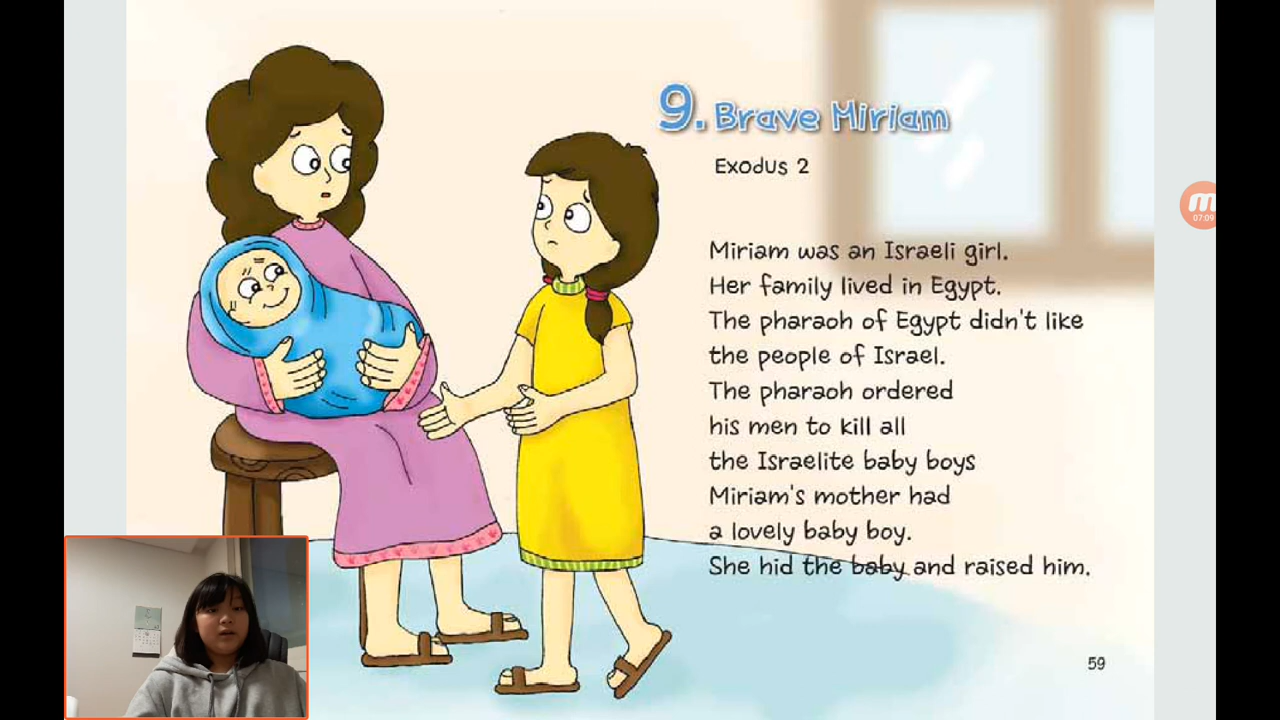 9. Brave Miriam
Exodus 2
Miriam was an Israeli girl.
Her family lived in Egypt.
The pharaoh of Egypt didn't like
the people of Israel.
The pharaoh ordered
his men to kill all
the Israelite baby boys
Miriam's mother had
a lovely baby boy.
She hid the baby and raised him.
59
07:09